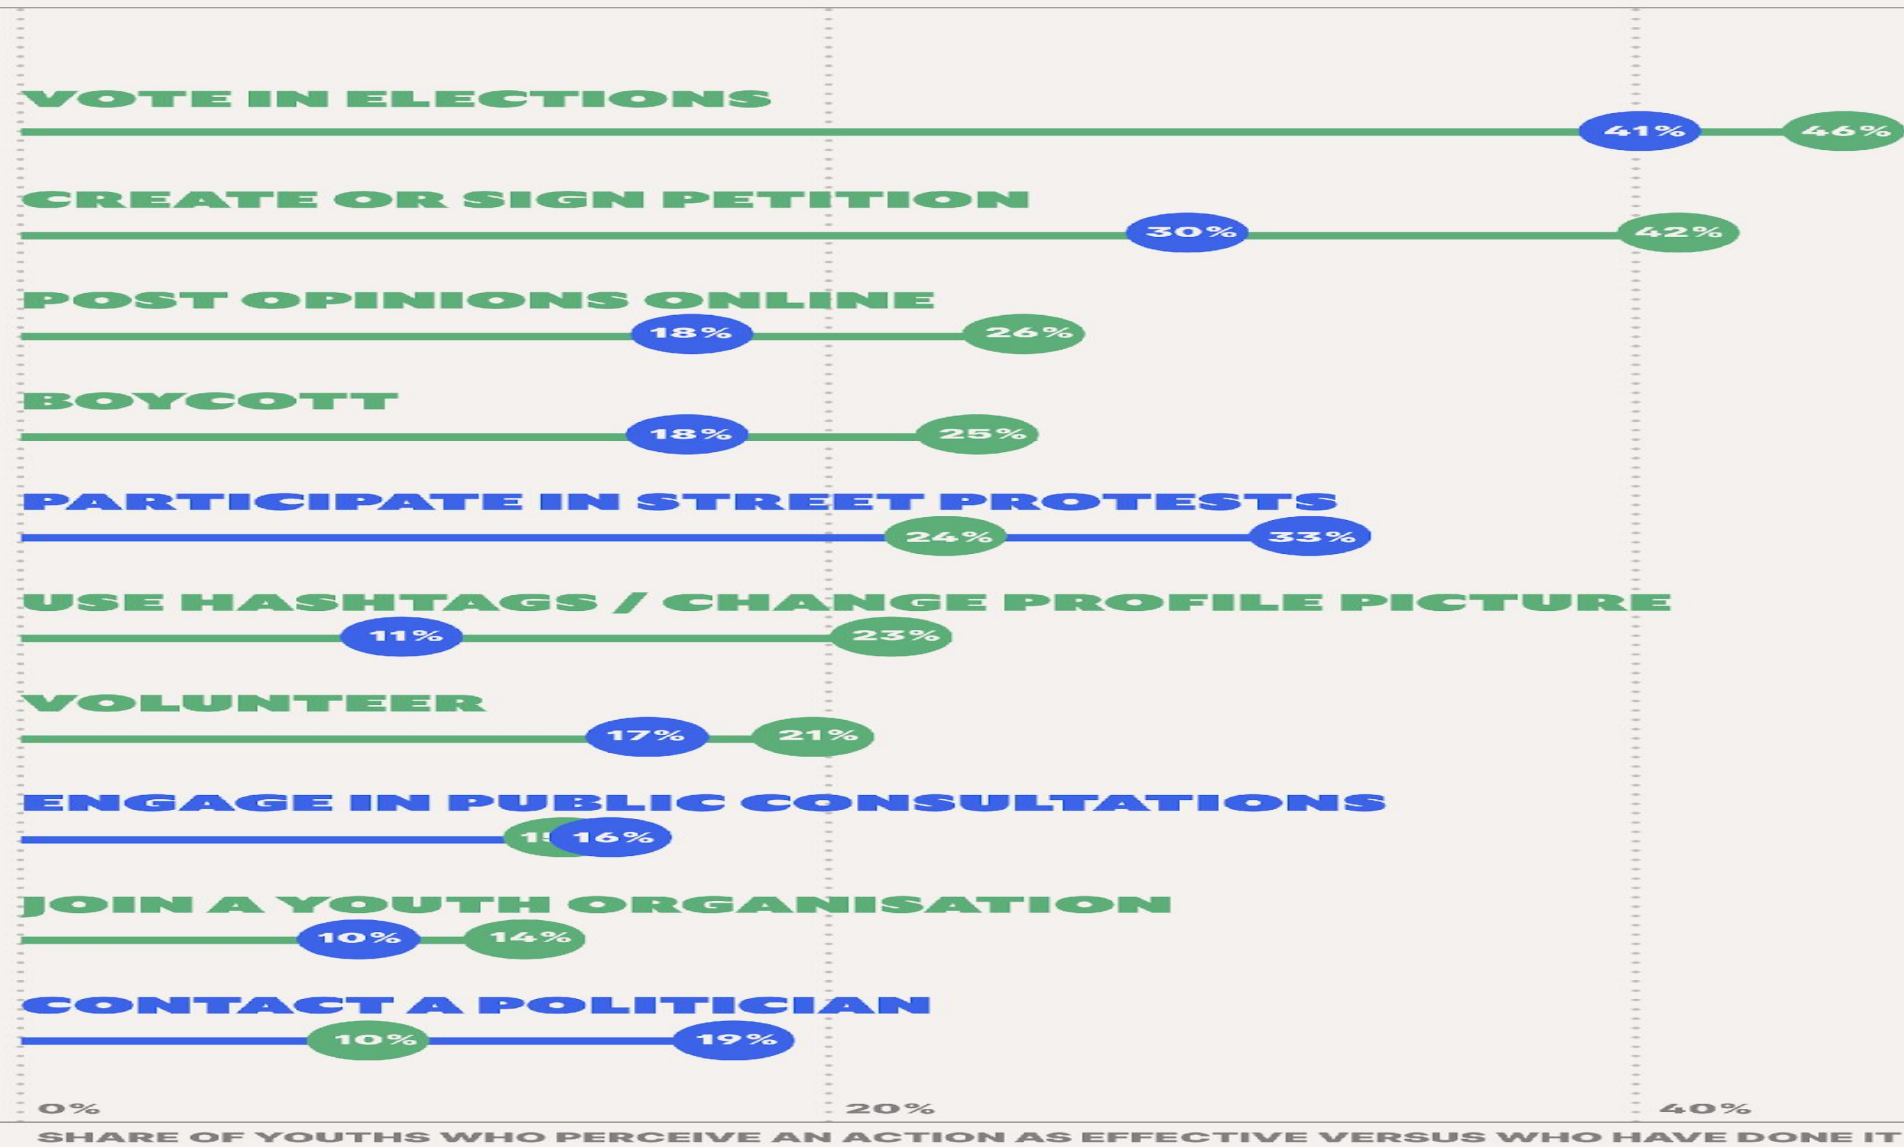 VOTE IN ELECTIONS
41% 46%
CREATE OR SIGN PETITION
30% 42%
POST OPINIONS ONLINE
18% 26%
BOYCOTT
18% 25%
PARTICIPATE IN STREET PROTESTS
24% 33%
USE HASHTAGS / CHANGE PROFILE PICTURE
11% 23%
VOLUNTEER
17% 21%
ENGAGE IN PUBLIC CONSULTATIONS
16%
JOIN A YOUTH ORGANISATION
10% 14%
CONTACT A POLITICIAN
10% 19%
0% 20% 40%
SHARE OF YOUTHS WHO PERCEIVE AN ACTION AS EFFECTIVE VERSUS WHO HAVE DONE IT